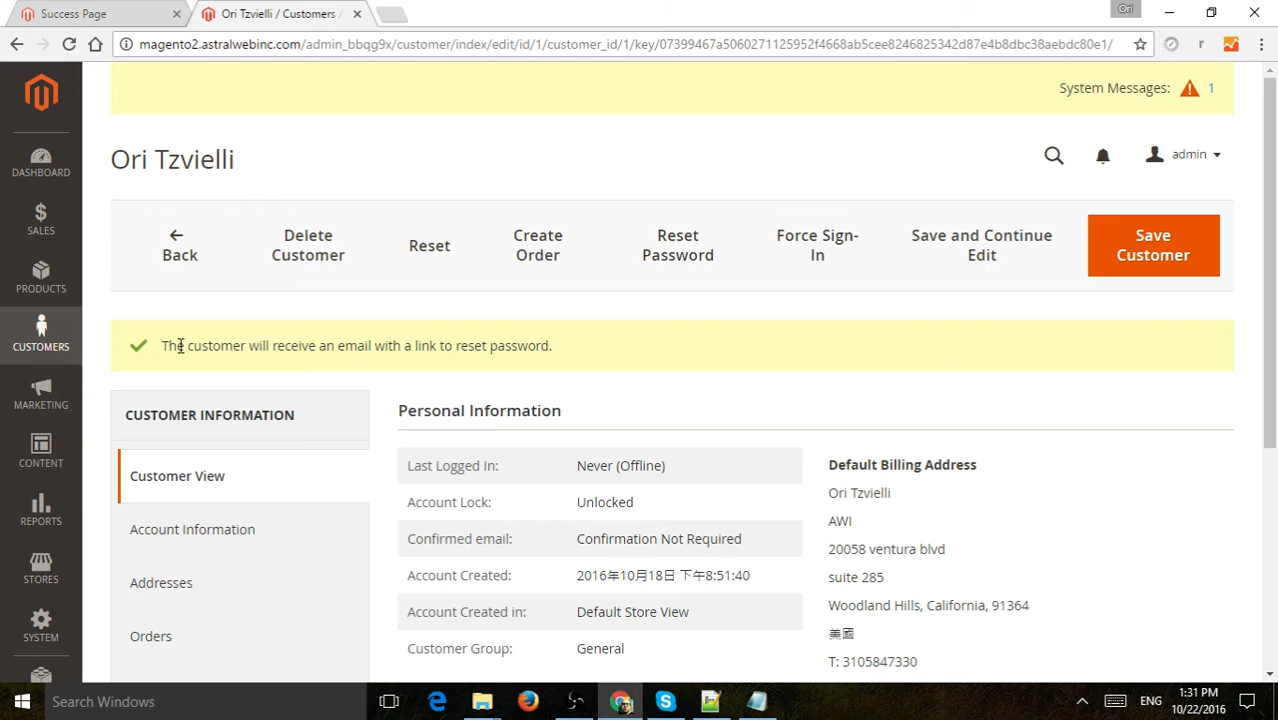 Success Page
Ori Tzvielli / Customers /
Ori
magento2.astralwebinc.com/admin_bbqg9x/customer/index/edit/id/1/customer_id/1/key/07399467a5060271125952f4668ab5cee8246825342d87e4b8dbc38aebdc80e1/
r
System Messages: 1
Ori Tzvielli
admin
DASHBOARD
SALES
PRODUCTS
CUSTOMERS
MARKETING
CONTENT
REPORTS
STORES
SYSTEM
Back
Delete
Customer
Reset
Create
Order
Reset
Password
Force Sign-
In
Save and Continue
Edit
Save
Customer
The customer will receive an email with a link to reset password.
CUSTOMER INFORMATION
Customer View
Account Information
Addresses
Orders
Personal Information
Last Logged In: Never (Offline)
Account Lock: Unlocked
Confirmed email: Confirmation Not Required
Account Created: 2016年10月18日 下午8:51:40
Account Created in: Default Store View
Customer Group: General
Default Billing Address
Ori Tzvielli
AWI
20058 ventura blvd
suite 285
Woodland Hills, California, 91364
美國
T: 3105847330
Search Windows
ENG
1:31 PM
10/22/2016